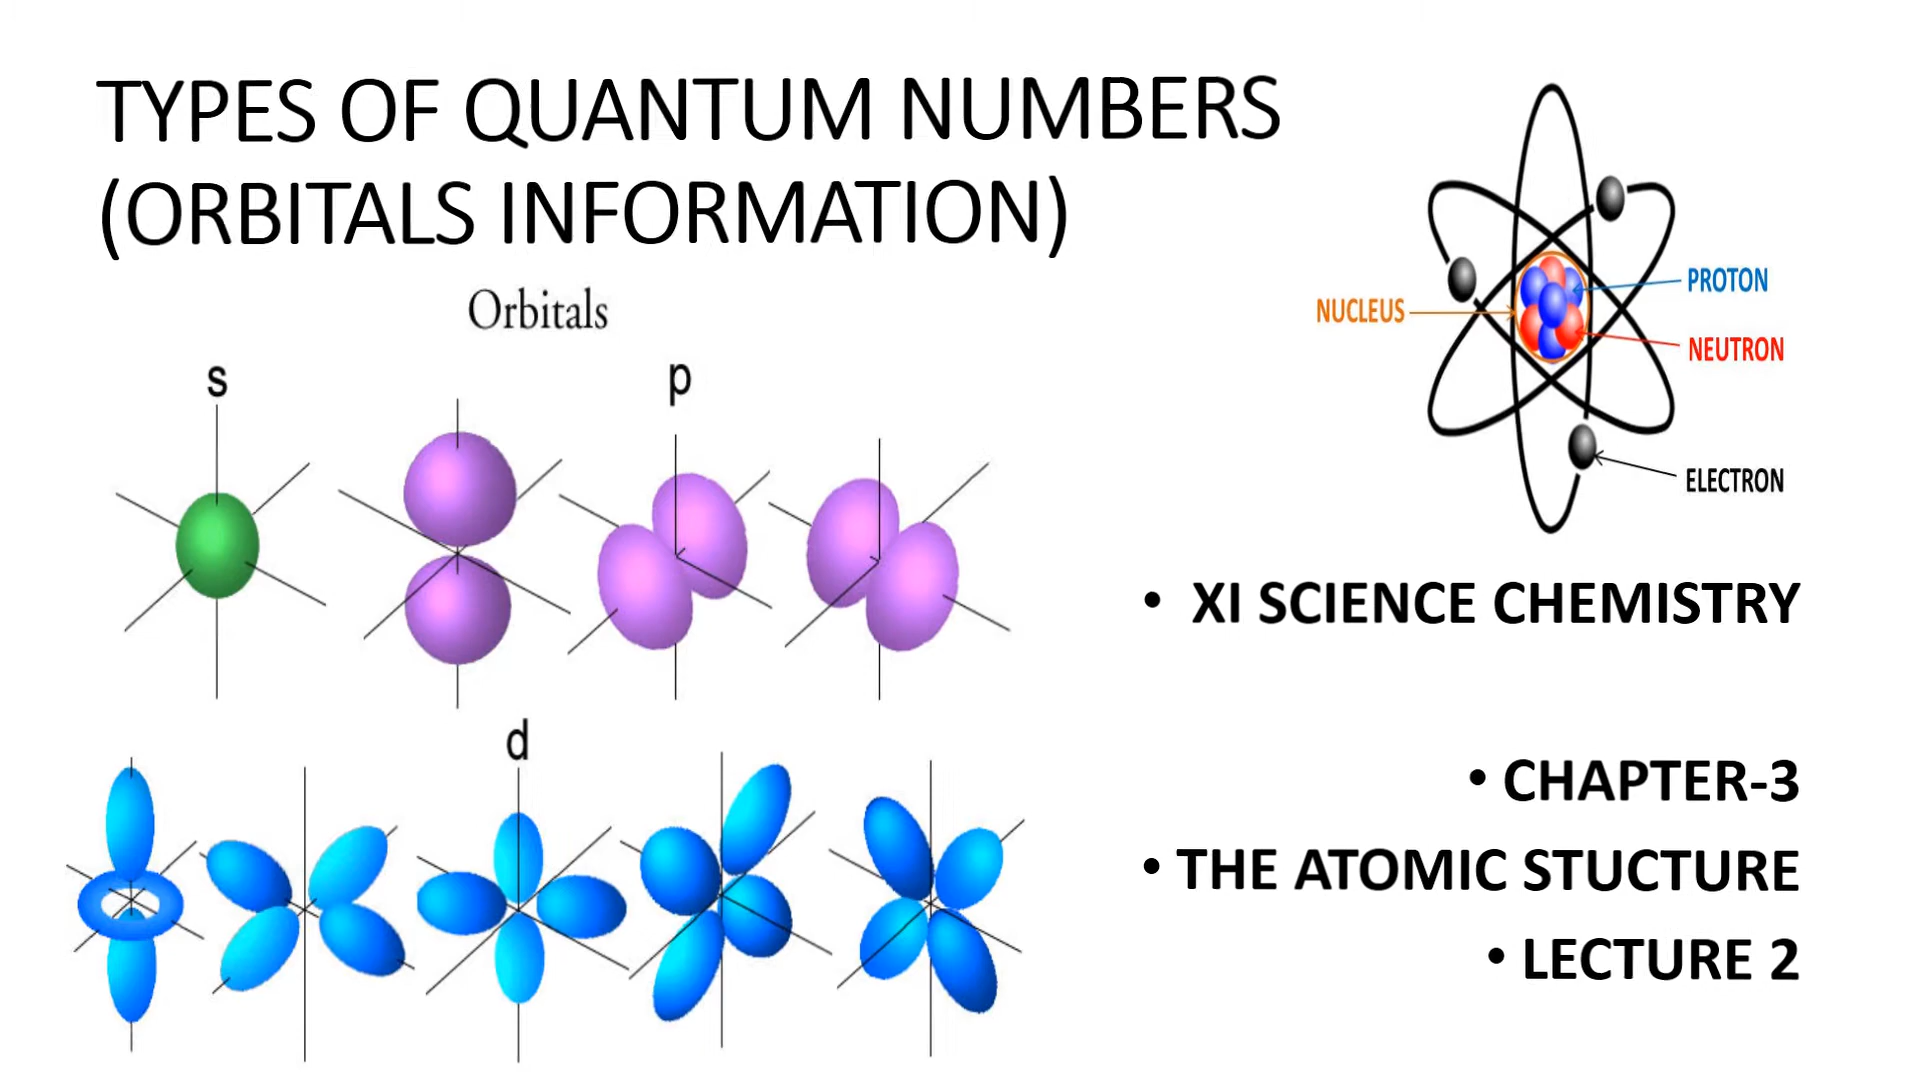 TYPES OF QUANTUM NUMBERS
(ORBITALS INFORMATION)
Orbitals
s
p
d
NUCLEUS
PROTON
NEUTRON
ELECTRON
• XI SCIENCE CHEMISTRY
• CHAPTER-3
• THE ATOMIC STUCTURE
• LECTURE 2